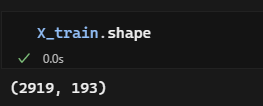 X_train.shape
0.0s
(2919, 193)